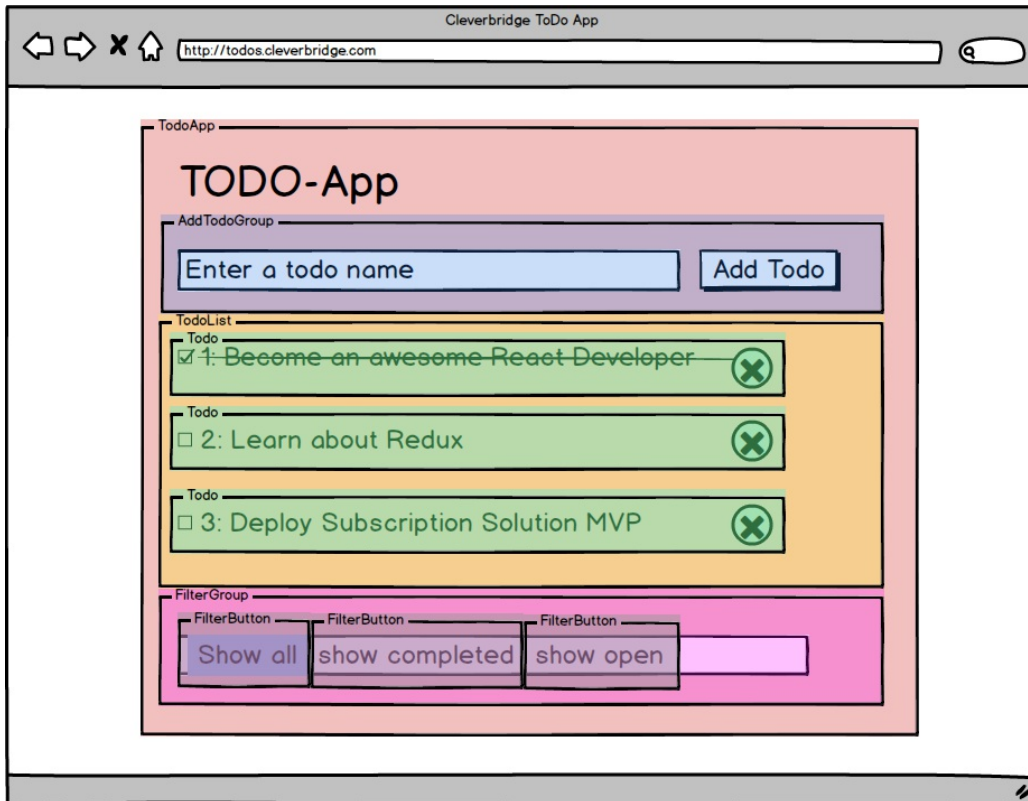 Cleverbridge ToDo App
http://todos.cleverbridge.com
TodoApp
TODO-App
AddTodoGroup
Enter a todo name
Add Todo
TodoList
Todo
1: Become an awesome React Developer
Todo
2: Learn about Redux
Todo
3: Deploy Subscription Solution MVP
FilterGroup
FilterButton FilterButton FilterButton
Show all show completed show open